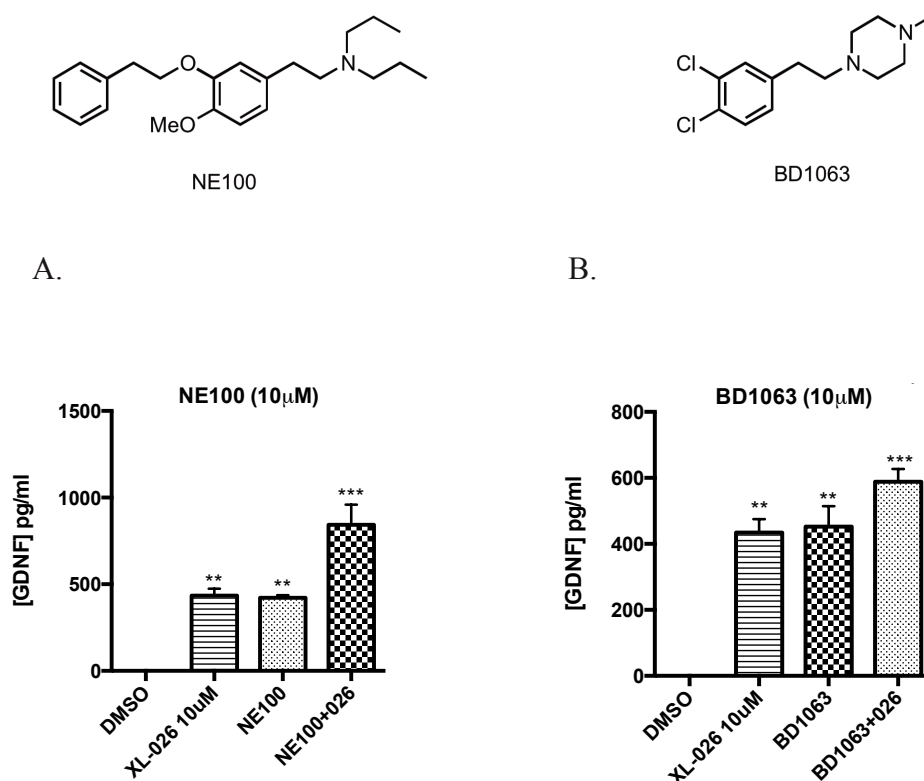 N
O
MeO
NE100
Cl
Cl
N
N
BD1063
A.
B.
NE100 (10μM)
[GDNF] pg/ml
1500
1000
500
0
**
**
***
DMSO
XL-026 10uM
NE100
NE100+026
BD1063 (10μM)
[GDNF] pg/ml
800
600
400
200
0
**
**
***
DMSO
XL-026 10uM
BD1063
BD1063+026